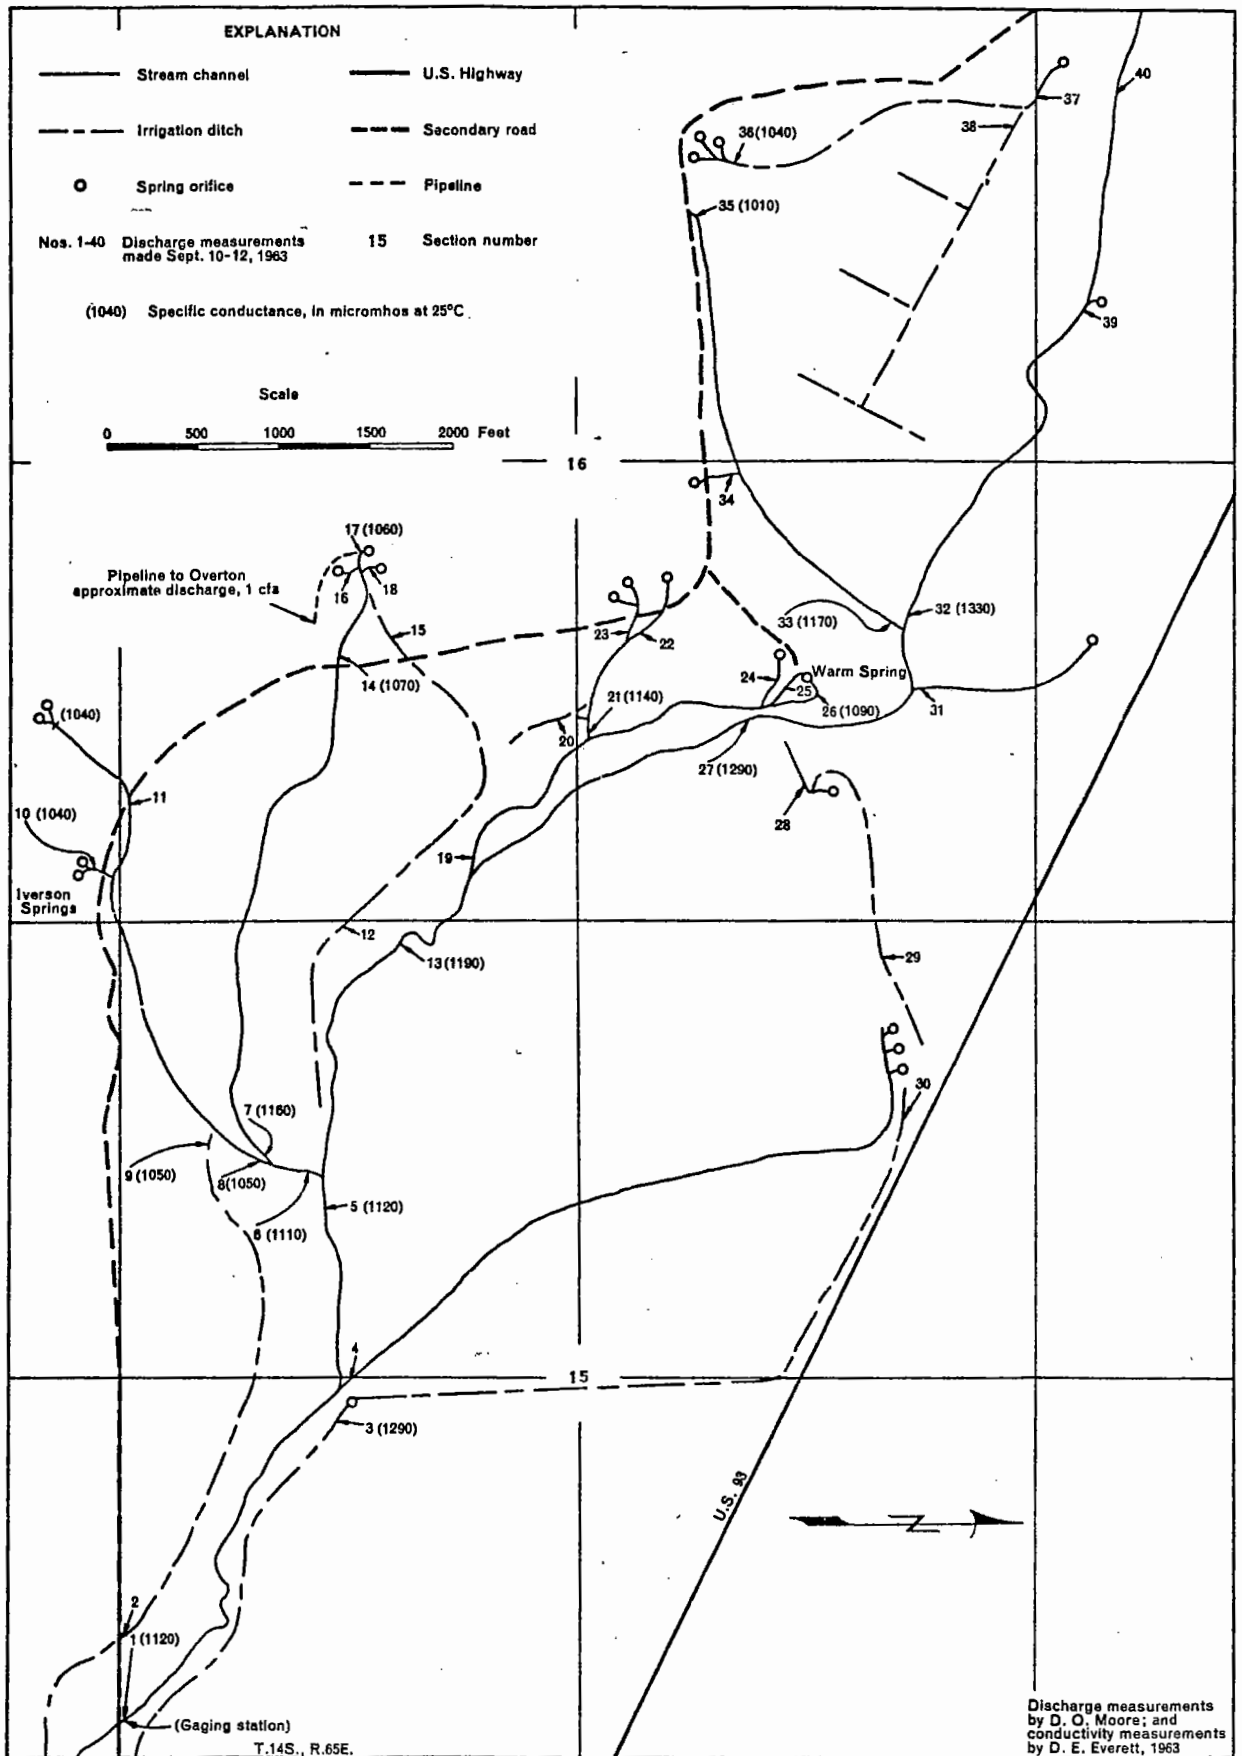 EXPLANATION
Stream channel
U.S. Highway
Irrigation ditch
Secondary road
Spring orifice
Pipeline
Nos. 1-40 Discharge measurements
made Sept. 10-12, 1963
15 Section number
(1040) Specific conductance, in micromhos at 25°C
Scale
0 500 1000 1500 2000 Feet
40
37
38
36(1040)
35 (1010)
39
16
34
17(1060)
Pipeline to Overton
approximate discharge, 1 cfs
16
18
15
14 (1070)
23
22
33 (1170)
32 (1330)
24
Warm Spring
25
26 (1090)
31
21 (1140)
20
27 (1290)
28
(1040)
11
10 (1040)
Iverson
Springs
19
12
13 (1190)
29
30
7 (1160)
9 (1050)
8(1050)
6 (1110)
5 (1120)
4
15
3 (1290)
U.S. 93
2
1 (1120)
(Gaging station)
T.14S., R.65E.
Discharge measurements
by D. O. Moore; and
conductivity measurements
by D. E. Everett, 1963